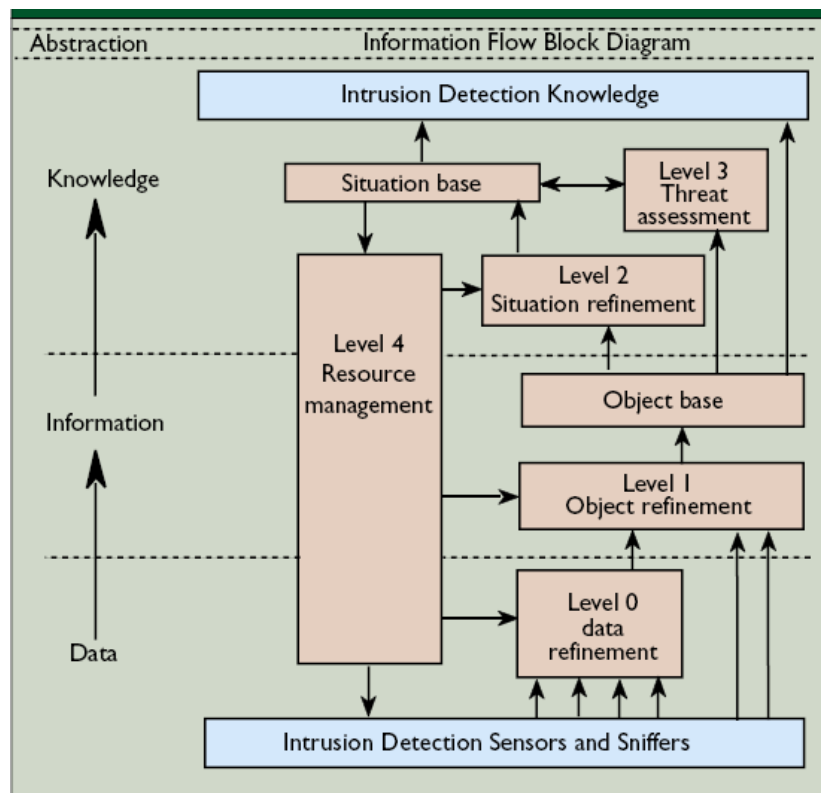 Abstraction
Information Flow Block Diagram
Intrusion Detection Knowledge
Knowledge
Situation base
Level 3
Threat
assessment
Level 2
Situation refinement
Level 4
Resource
management
Information
Object base
Level 1
Object refinement
Level 0
data
refinement
Data
Intrusion Detection Sensors and Sniffers